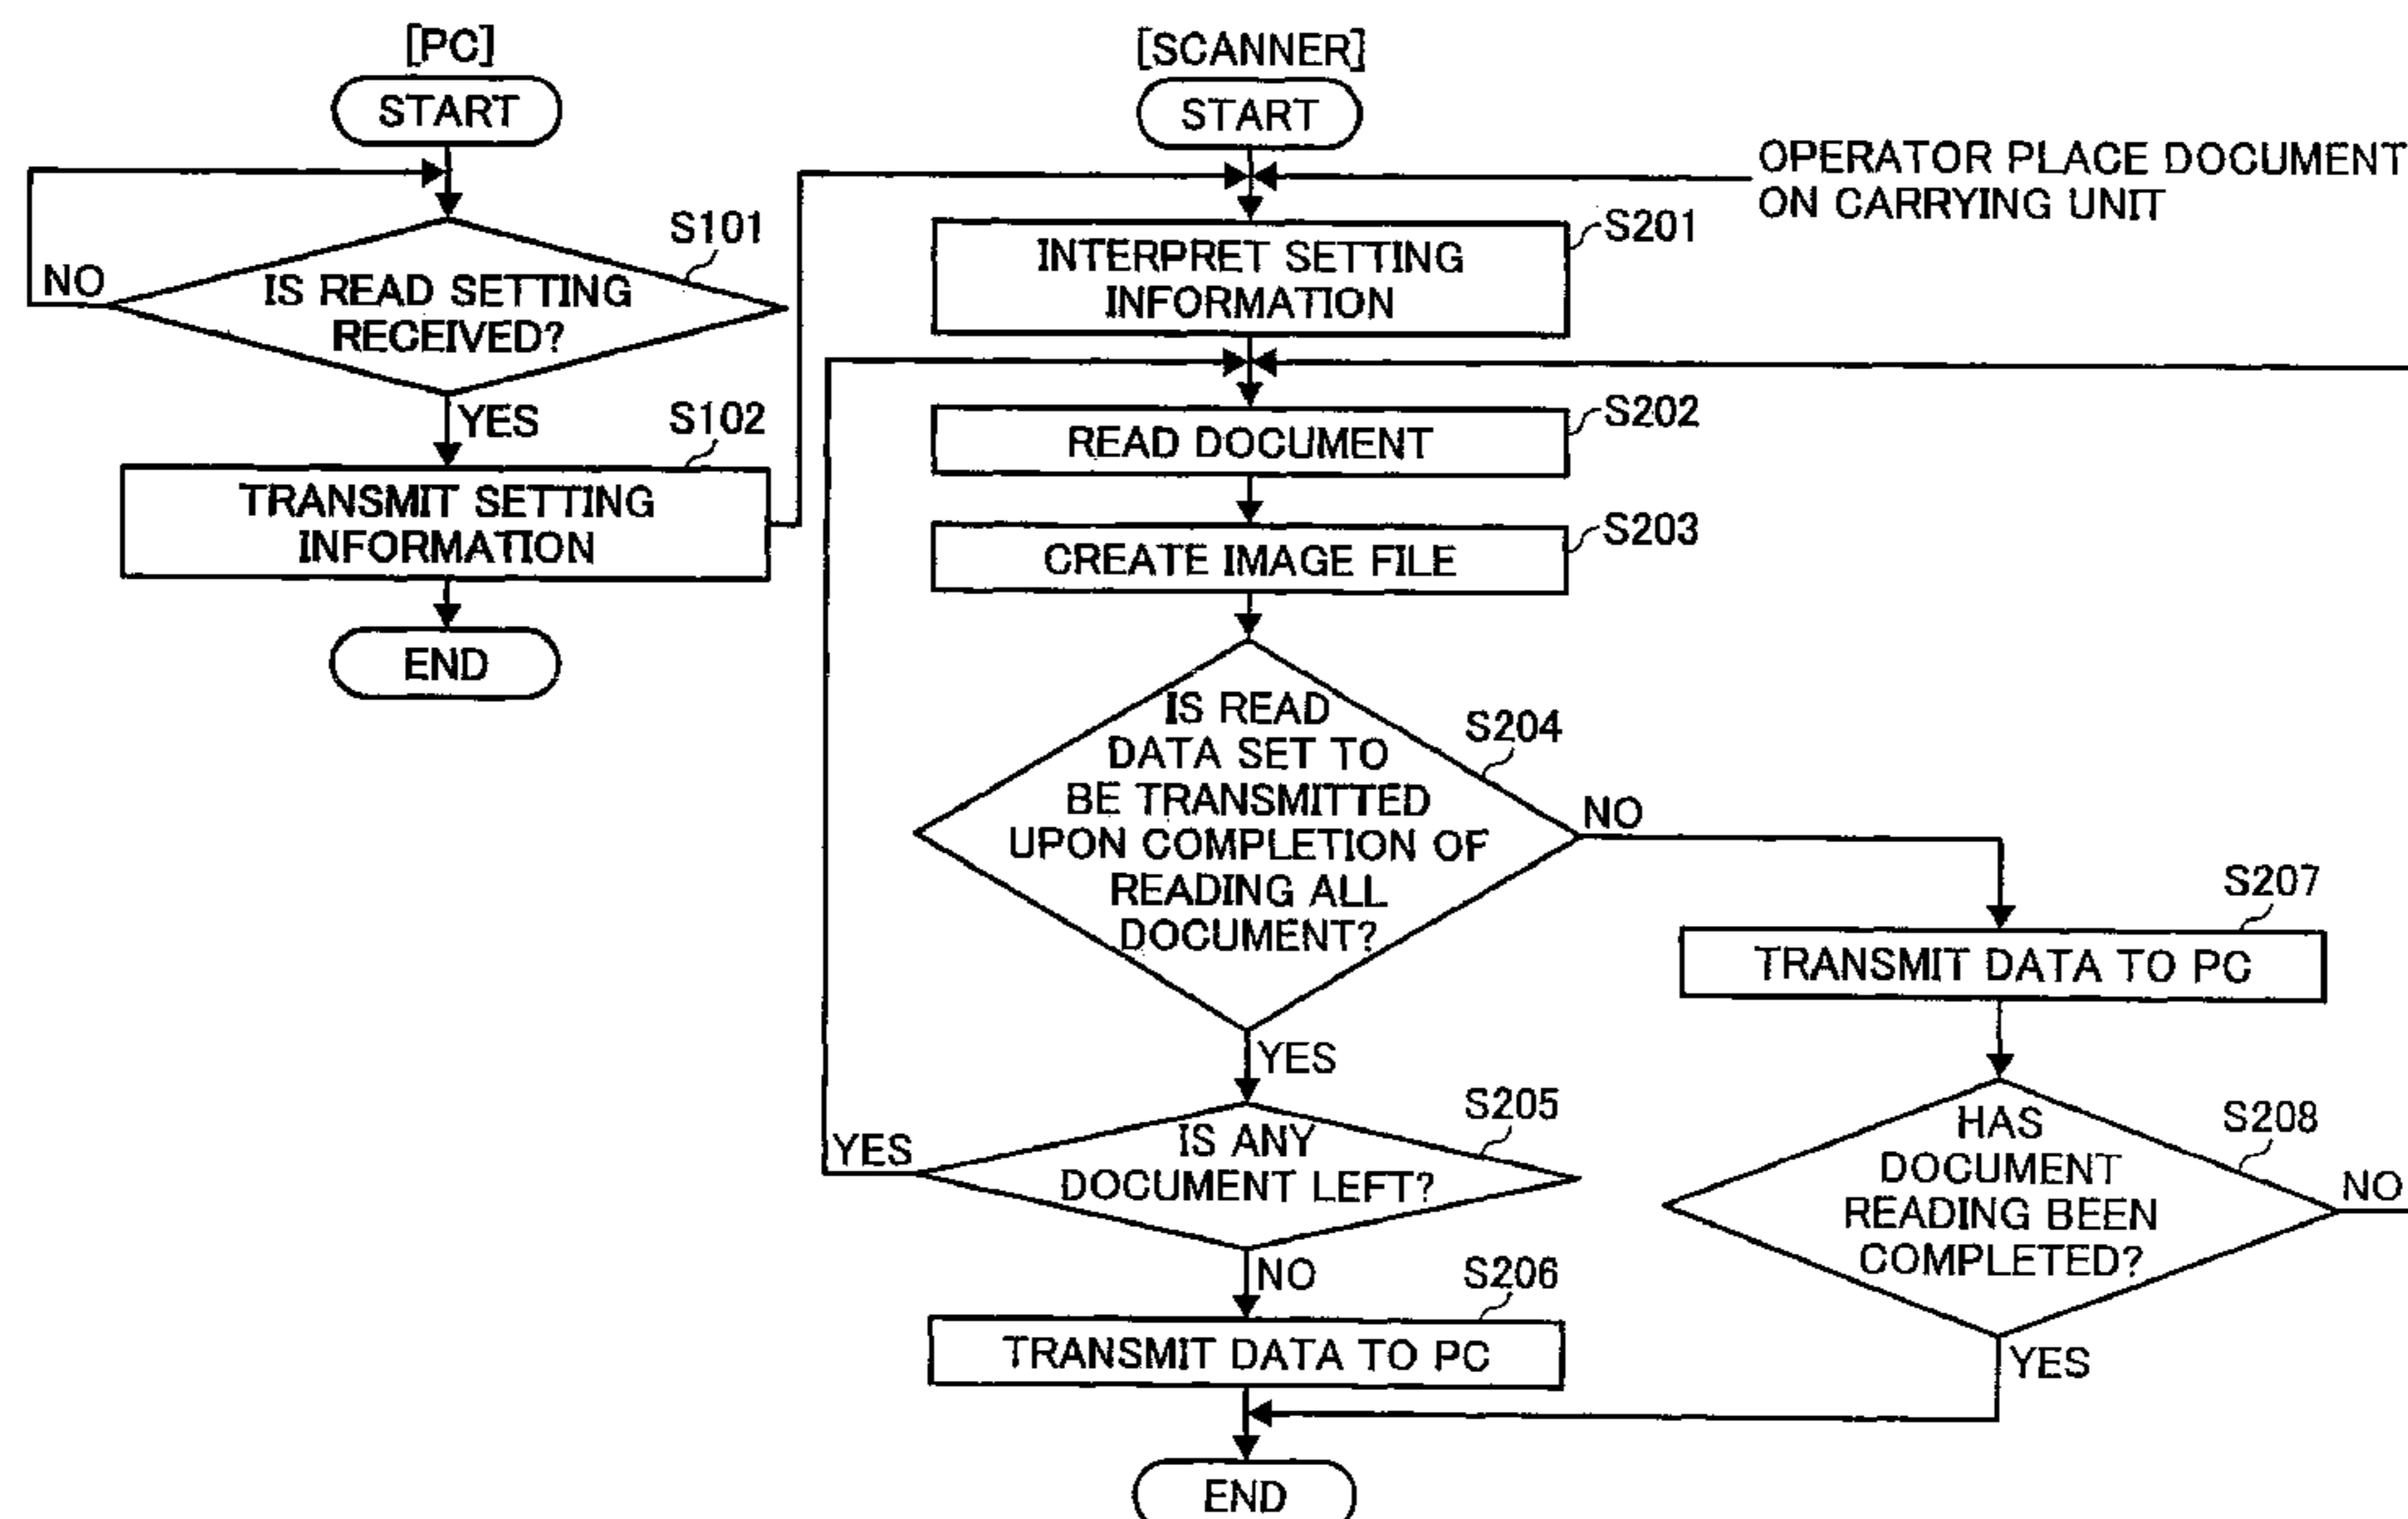 [PC]
START
S101
NO
IS READ SETTING
RECEIVED?
YES
S102
TRANSMIT SETTING
INFORMATION
END
[SCANNER]
START
OPERATOR PLACE DOCUMENT
ON CARRYING UNIT
S201
INTERPRET SETTING
INFORMATION
S202
READ DOCUMENT
S203
CREATE IMAGE FILE
S204
IS READ
DATA SET TO
BE TRANSMITTED
UPON COMPLETION OF
READING ALL
DOCUMENT?
NO
YES
S205
IS ANY
DOCUMENT LEFT?
YES
NO
S206
TRANSMIT DATA TO PC
S207
TRANSMIT DATA TO PC
S208
HAS
DOCUMENT
READING BEEN
COMPLETED?
NO
YES
END